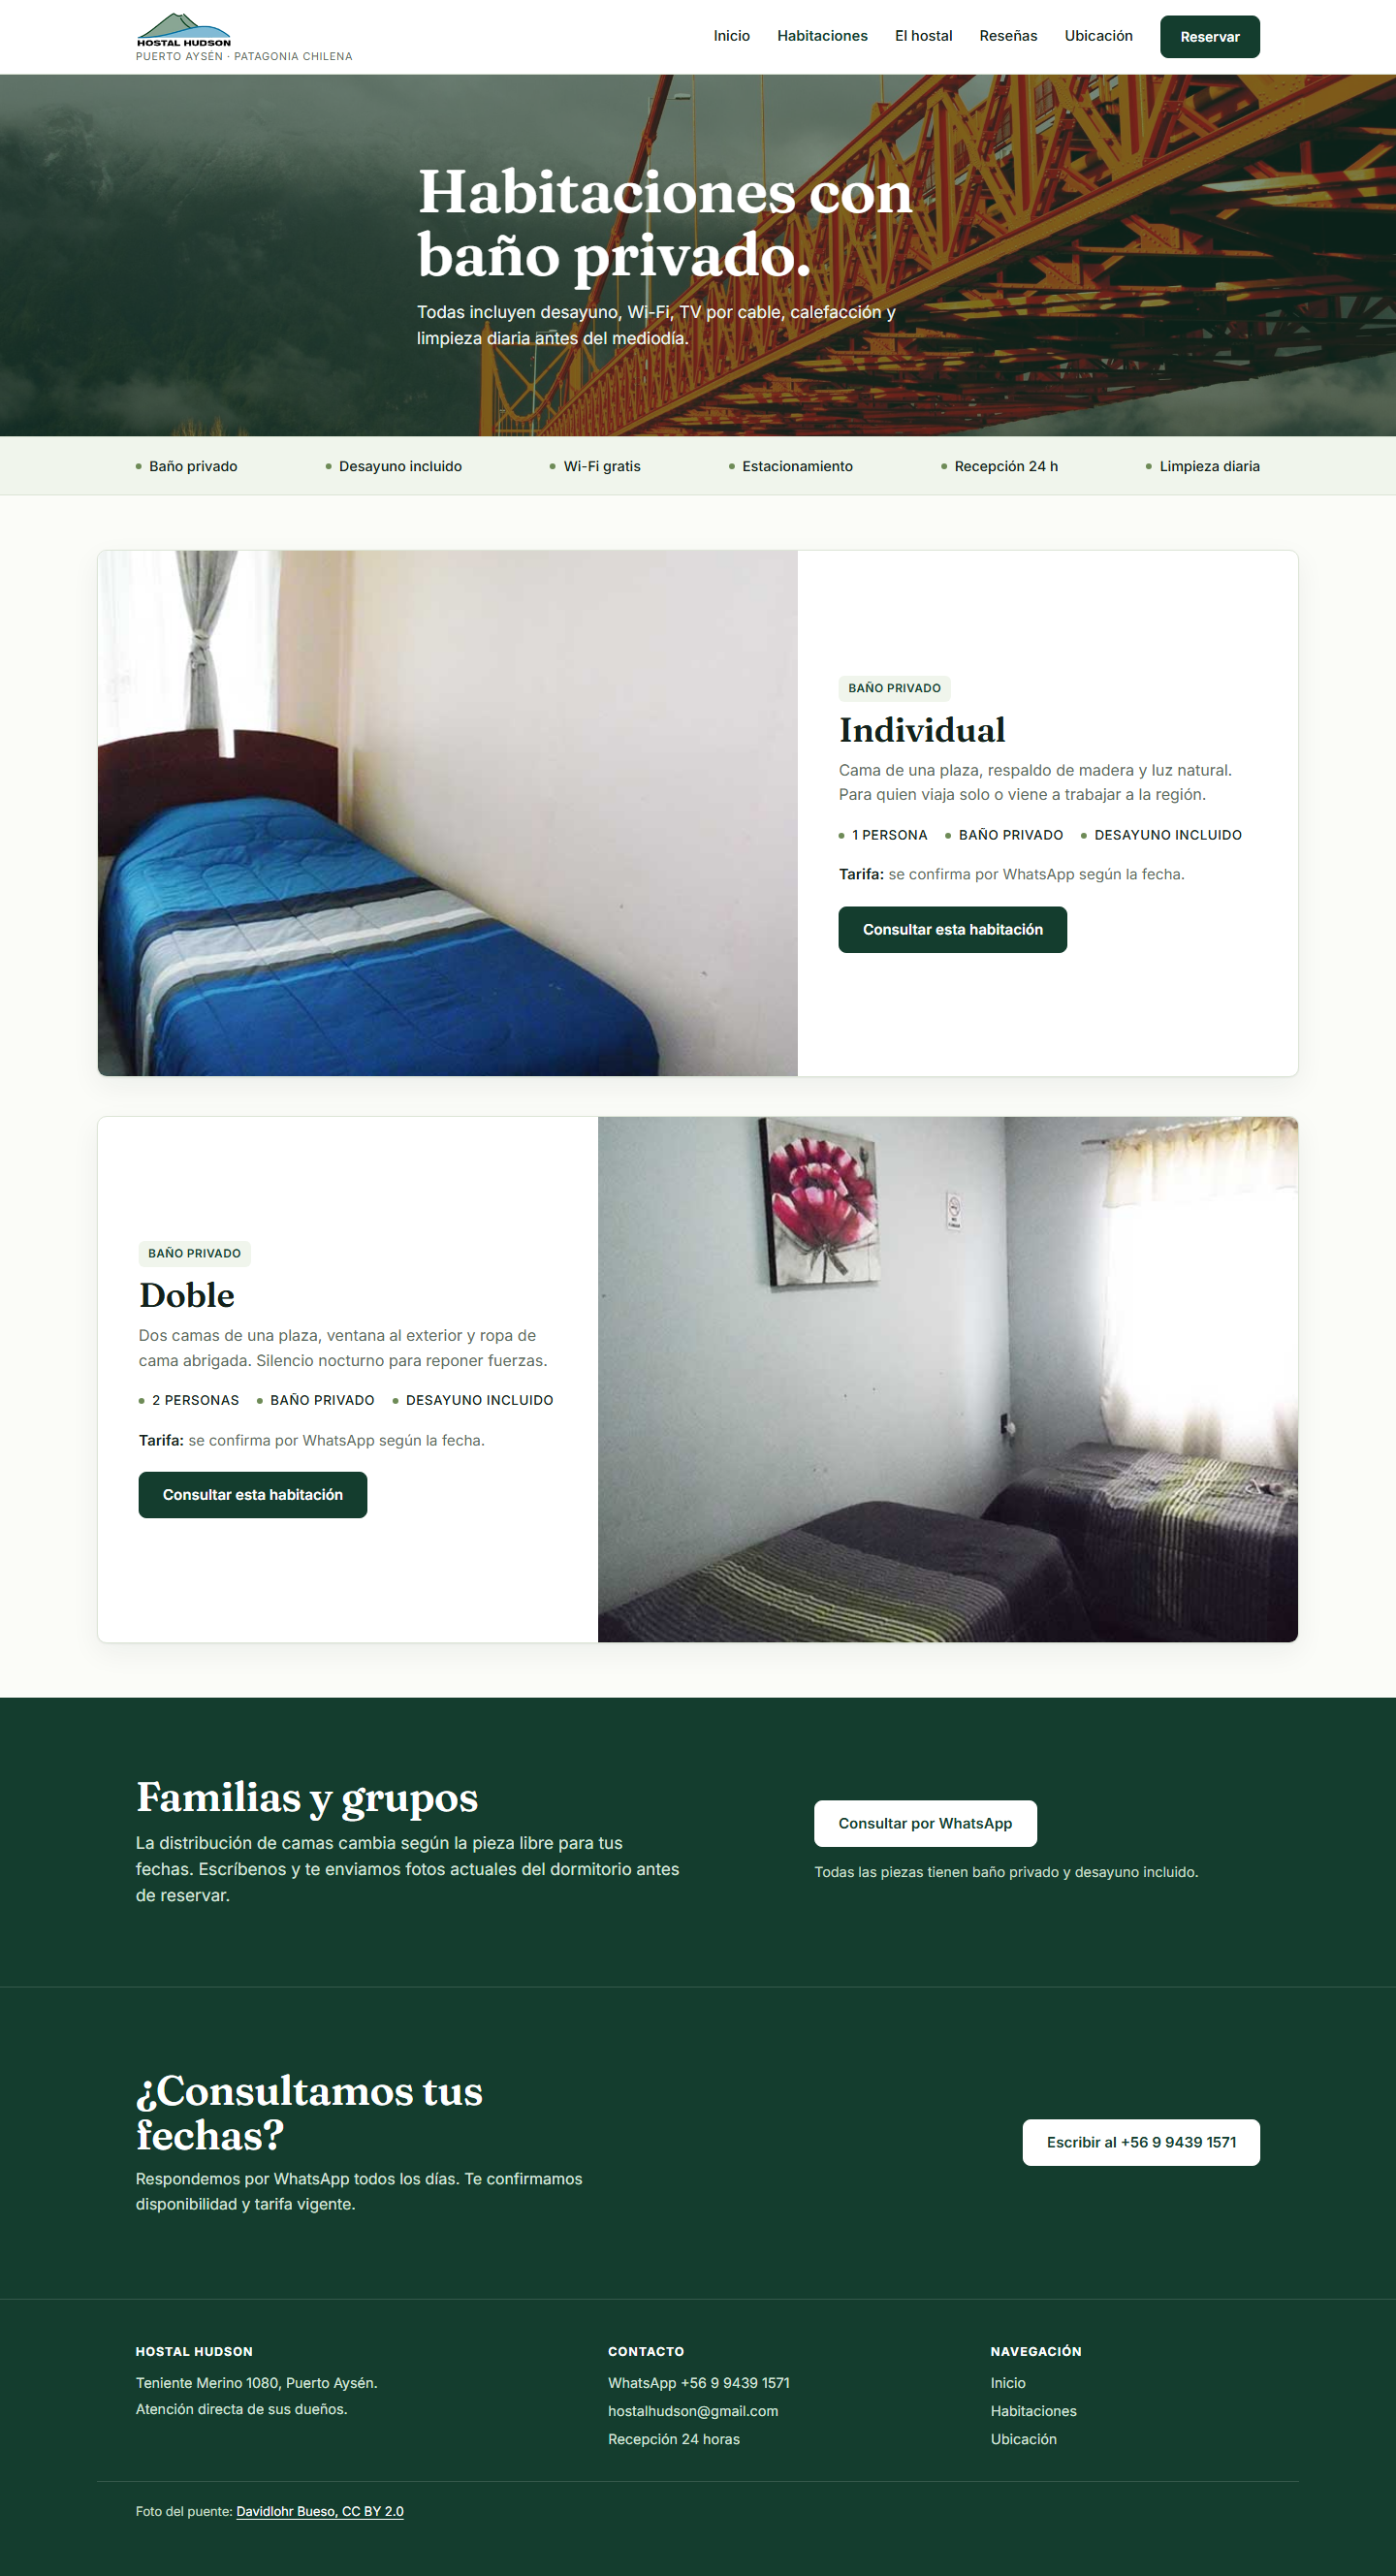 HOSTAL HUDSON
PUERTO AYSÉN · PATAGONIA CHILENA
Inicio
Habitaciones
El hostal
Reseñas
Ubicación
Reservar
Habitaciones con
baño privado.
Todas incluyen desayuno, Wi-Fi, TV por cable, calefacción y
limpieza diaria antes del mediodía.
Baño privado
Desayuno incluido
Wi-Fi gratis
Estacionamiento
Recepción 24 h
Limpieza diaria
BAÑO PRIVADO
Individual
Cama de una plaza, respaldo de madera y luz natural.
Para quien viaja solo o viene a trabajar a la región.
1 PERSONA
BAÑO PRIVADO
DESAYUNO INCLUIDO
Tarifa: se confirma por WhatsApp según la fecha.
Consultar esta habitación
BAÑO PRIVADO
Doble
Dos camas de una plaza, ventana al exterior y ropa de
cama abrigada. Silencio nocturno para reponer fuerzas.
2 PERSONAS
BAÑO PRIVADO
DESAYUNO INCLUIDO
Tarifa: se confirma por WhatsApp según la fecha.
Consultar esta habitación
Familias y grupos
La distribución de camas cambia según la pieza libre para tus
fechas. Escríbenos y te enviamos fotos actuales del dormitorio antes
de reservar.
Consultar por WhatsApp
Todas las piezas tienen baño privado y desayuno incluido.
¿Consultamos tus
fechas?
Respondemos por WhatsApp todos los días. Te confirmamos
disponibilidad y tarifa vigente.
Escribir al +56 9 9439 1571
HOSTAL HUDSON
Teniente Merino 1080, Puerto Aysén.
Atención directa de sus dueños.
CONTACTO
WhatsApp +56 9 9439 1571
hostalhudson@gmail.com
Recepción 24 horas
NAVEGACIÓN
Inicio
Habitaciones
Ubicación
Foto del puente: Davidlohr Bueso, CC BY 2.0